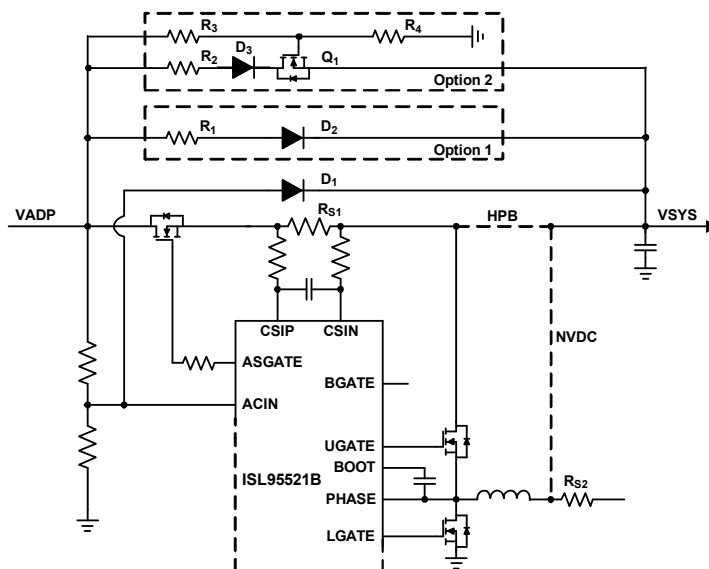 R3
R4
R2
D3
Q1
Option 2
R1
D2
Option 1
D1
VADP
RS1
HPB
VSYS
CSIP
CSIN
NVDC
ASGATE
BGATE
ACIN
UGATE
BOOT
ISL95521B
PHASE
RS2
LGATE